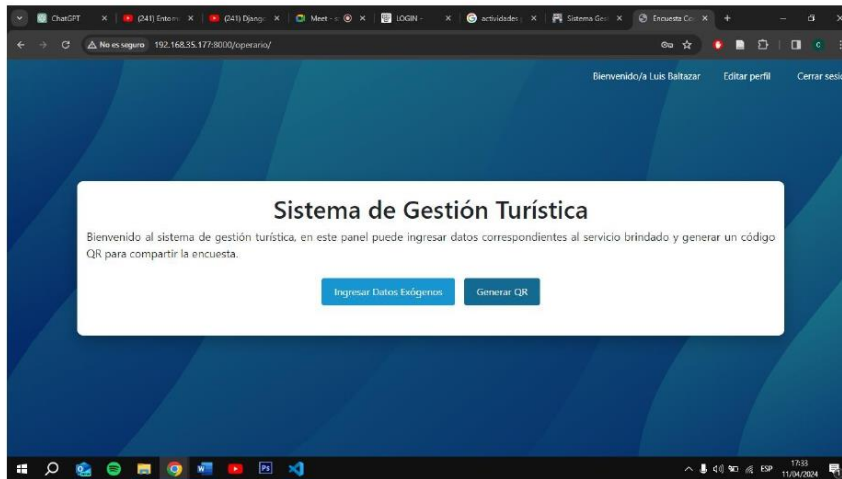 ChatGPT
(241) Entorn
(241) Django
Meet - s
LOGIN -
actividades
Sistema Ges
Encuesta Co
No es seguro 192.168.35.177:8000/operario/
Bienvenido/a Luis Baltazar Editar perfil Cerrar sesió
Sistema de Gestión Turística
Bienvenido al sistema de gestión turística, en este panel puede ingresar datos correspondientes al servicio brindado y generar un código
QR para compartir la encuesta.
Ingresar Datos Exógenos Generar QR
ESP
17:33
11/04/2024